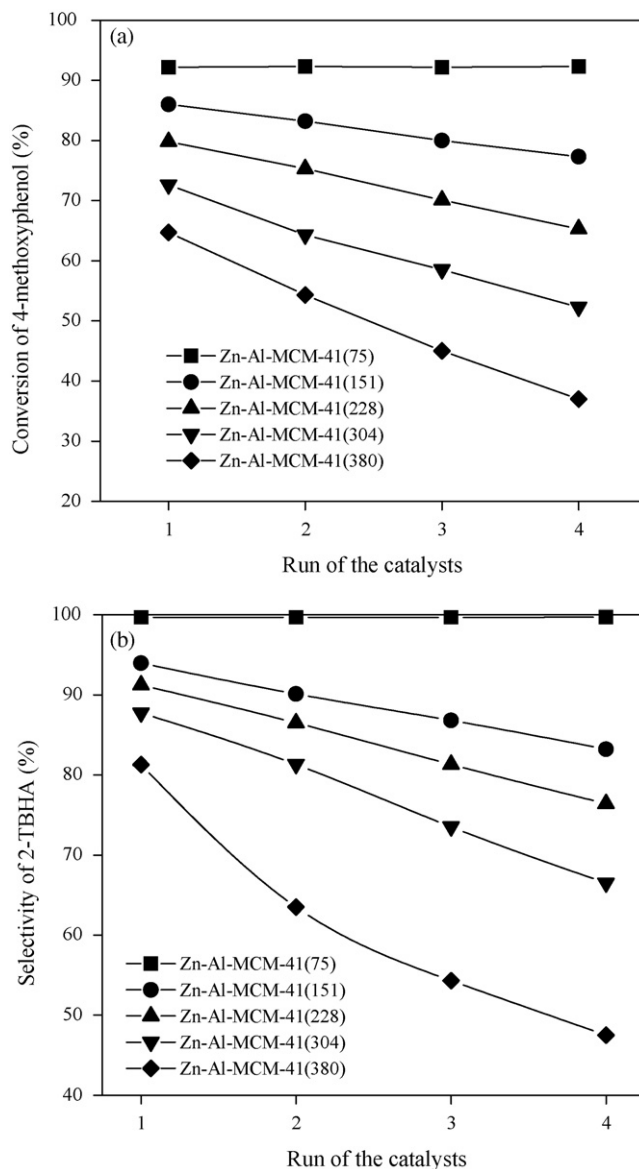 (a)
Conversion of 4-methoxyphenol (%)
100
90
80
70
60
50
40
30
20
Zn-Al-MCM-41(75)
Zn-Al-MCM-41(151)
Zn-Al-MCM-41(228)
Zn-Al-MCM-41(304)
Zn-Al-MCM-41(380)
1 2 3 4
Run of the catalysts
(b)
Selectivity of 2-TBHA (%)
100
90
80
70
60
50
40
Zn-Al-MCM-41(75)
Zn-Al-MCM-41(151)
Zn-Al-MCM-41(228)
Zn-Al-MCM-41(304)
Zn-Al-MCM-41(380)
1 2 3 4
Run of the catalysts